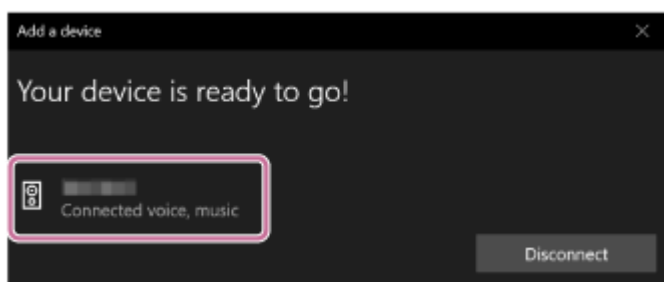 Add a device
Your device is ready to go!
Connected voice, music
Disconnect